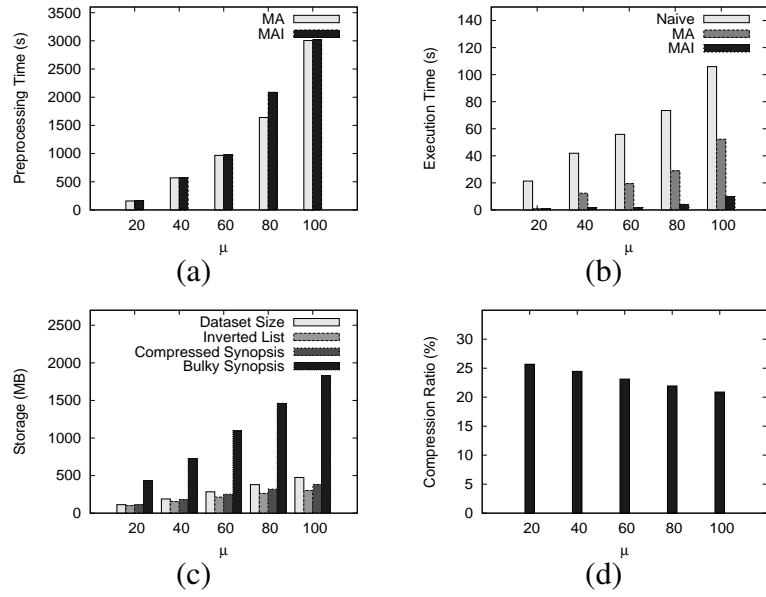 MA
MAI
3500
3000
2500
2000
1500
1000
500
0
Preprocessing Time (s)
20 40 60 80 100
μ
(a)
Naive
MA
MAI
140
120
100
80
60
40
20
0
Execution Time (s)
20 40 60 80 100
μ
(b)
Dataset Size
Inverted List
Compressed Synopsis
Bulky Synopsis
2500
2000
1500
1000
500
0
Storage (MB)
20 40 60 80 100
μ
(c)
30
25
20
15
10
5
0
Compression Ratio (%)
20 40 60 80 100
μ
(d)